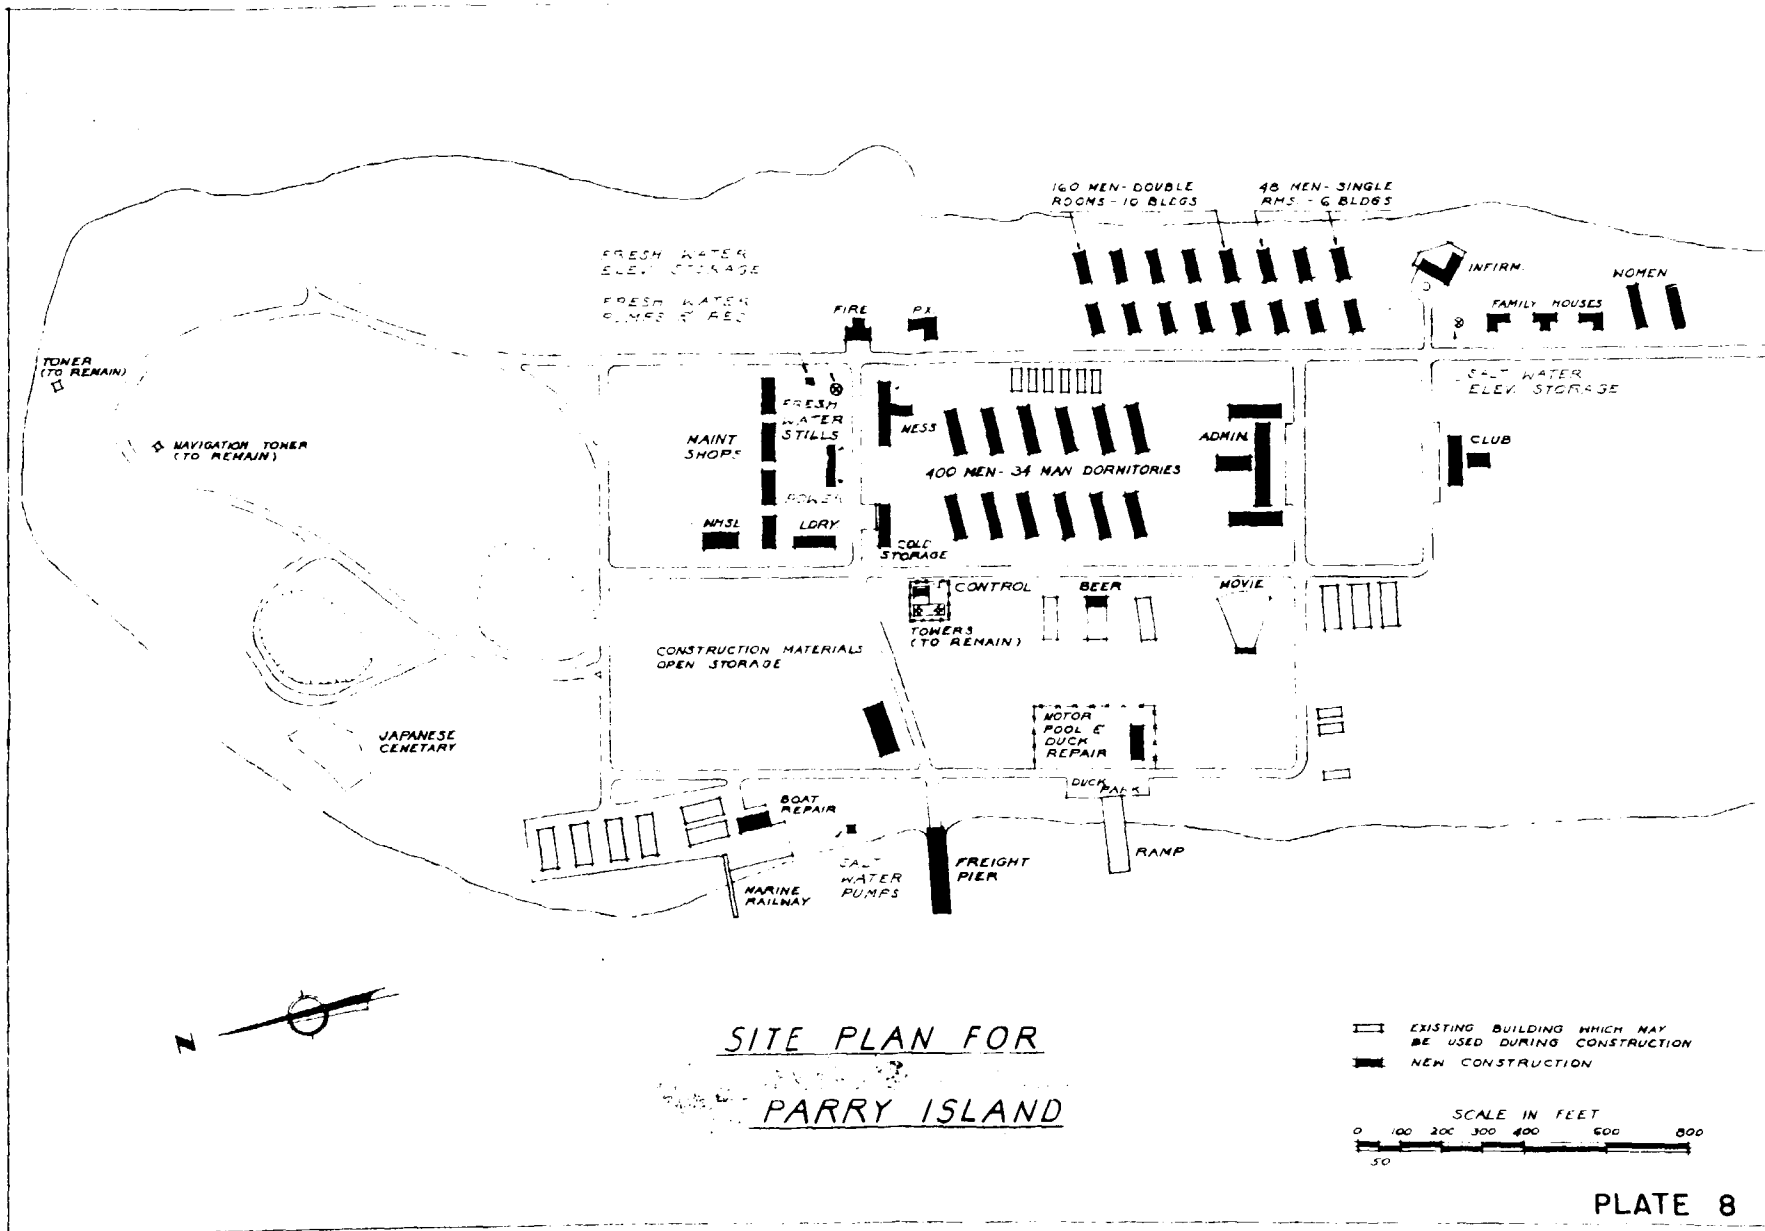 160 MEN-DOUBLE
ROOMS-10 BLDGS
48 MEN-SINGLE
RMS.-6 BLDGS
FRESH WATER
ELEV. STORAGE
INFIRM.
WOMEN
FRESH WATER
PUMPS & RES
FIRE
PX
FAMILY HOUSES
TOWER
(TO REMAIN)
SALT WATER
ELEV. STORAGE
FRESH
WATER
STILLS
MESS
NAVIGATION TOWER
(TO REMAIN)
MAINT
SHOPS
ADMIN.
CLUB
400 MEN-34 MAN DORMITORIES
POWER
WHSE
LDRY
COLD
STORAGE
CONTROL
BEER
MOVIE
TOWERS
(TO REMAIN)
CONSTRUCTION MATERIALS
OPEN STORAGE
JAPANESE
CEMETARY
MOTOR
POOL &
DUCK
REPAIR
DUCK
PARK
BOAT
REPAIR
RAMP
SALT
WATER
PUMPS
FREIGHT
PIER
MARINE
RAILWAY
N
SITE PLAN FOR
PARRY ISLAND
EXISTING BUILDING WHICH MAY
BE USED DURING CONSTRUCTION
NEW CONSTRUCTION
SCALE IN FEET
0 100 200 300 400 600 800
50
PLATE 8